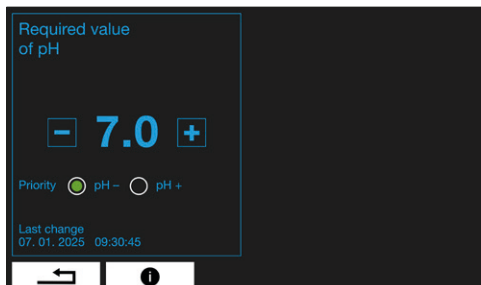 Required value
of pH
− 7.0 +
Priority pH – pH +
Last change
07. 01. 2025 09:30:45
i